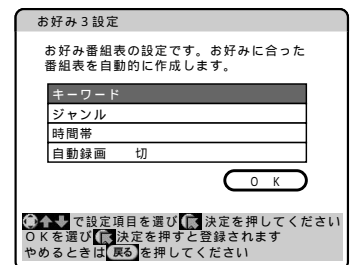 お好み3設定
お好み番組表の設定です。お好みに合った
番組表を自動的に作成します。
キーワード
ジャンル
時間帯
自動録画 切
OK
で設定項目を選び 決定を押してください
OKを選び 決定を押すと登録されます
やめるときは 戻る を押してください